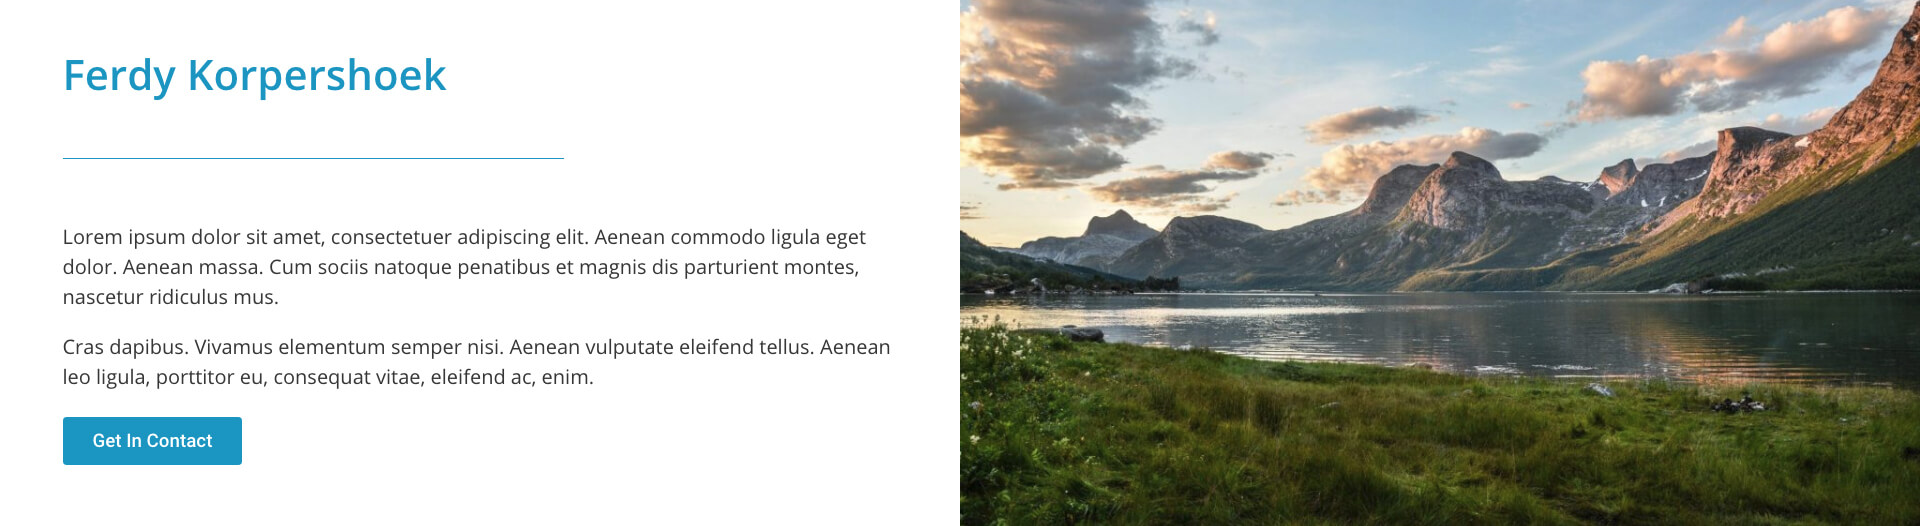 Ferdy Korpershoek
Lorem ipsum dolor sit amet, consectetuer adipiscing elit. Aenean commodo ligula eget
dolor. Aenean massa. Cum sociis natoque penatibus et magnis dis parturient montes,
nascetur ridiculus mus.
Cras dapibus. Vivamus elementum semper nisi. Aenean vulputate eleifend tellus. Aenean
leo ligula, porttitor eu, consequat vitae, eleifend ac, enim.
Get In Contact